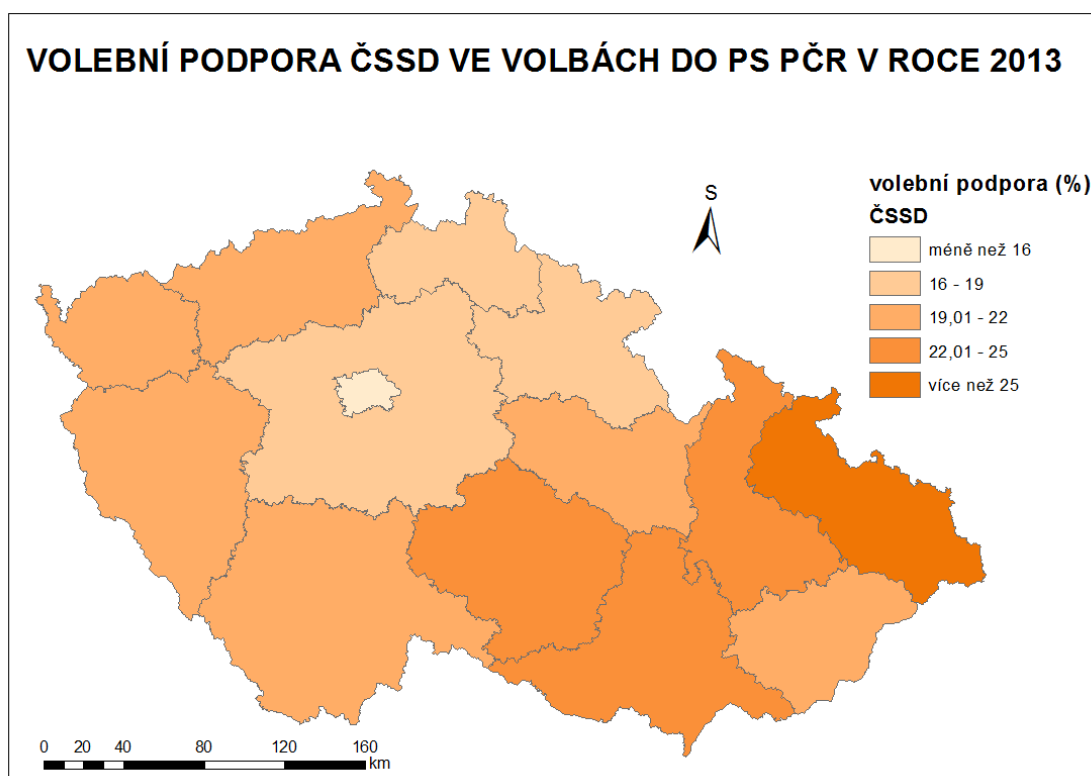 VOLEBNÍ PODPORA ČSSD VE VOLBÁCH DO PS PČR V ROCE 2013
S
volební podpora (%)
ČSSD
méně než 16
16 - 19
19,01 - 22
22,01 - 25
více než 25
0 20 40 80 120 160
km